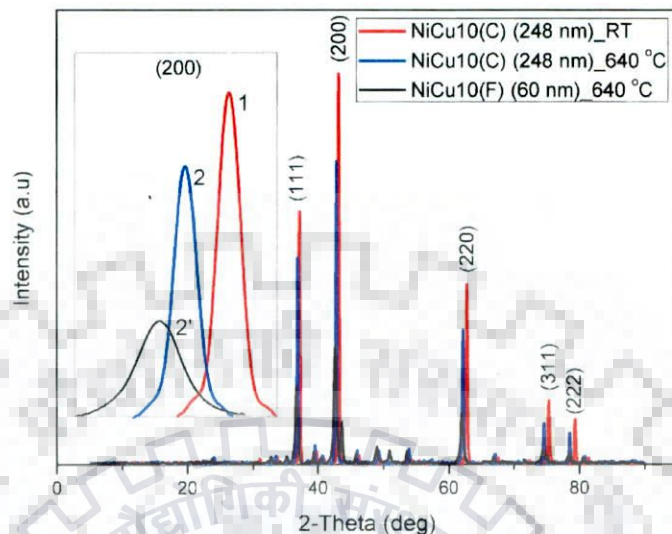 NiCu10(C) (248 nm)_RT
NiCu10(C) (248 nm)_640 °C
NiCu10(F) (60 nm)_640 °C
(200)
(200)
1
2
2'
(111)
(220)
(311)
(222)
Intensity (a.u)
0 20 40 60 80
2-Theta (deg)